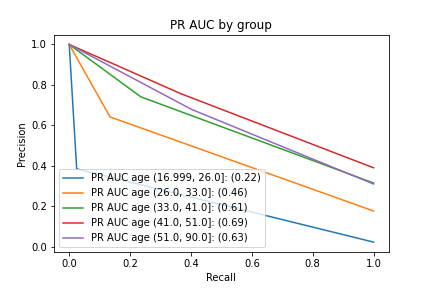 PR AUC by group
Precision
1.0
0.8
0.6
0.4
0.2
0.0
PR AUC age (16.999, 26.0]: (0.22)
PR AUC age (26.0, 33.0]: (0.46)
PR AUC age (33.0, 41.0]: (0.61)
PR AUC age (41.0, 51.0]: (0.69)
PR AUC age (51.0, 90.0]: (0.63)
0.0 0.2 0.4 0.6 0.8 1.0
Recall